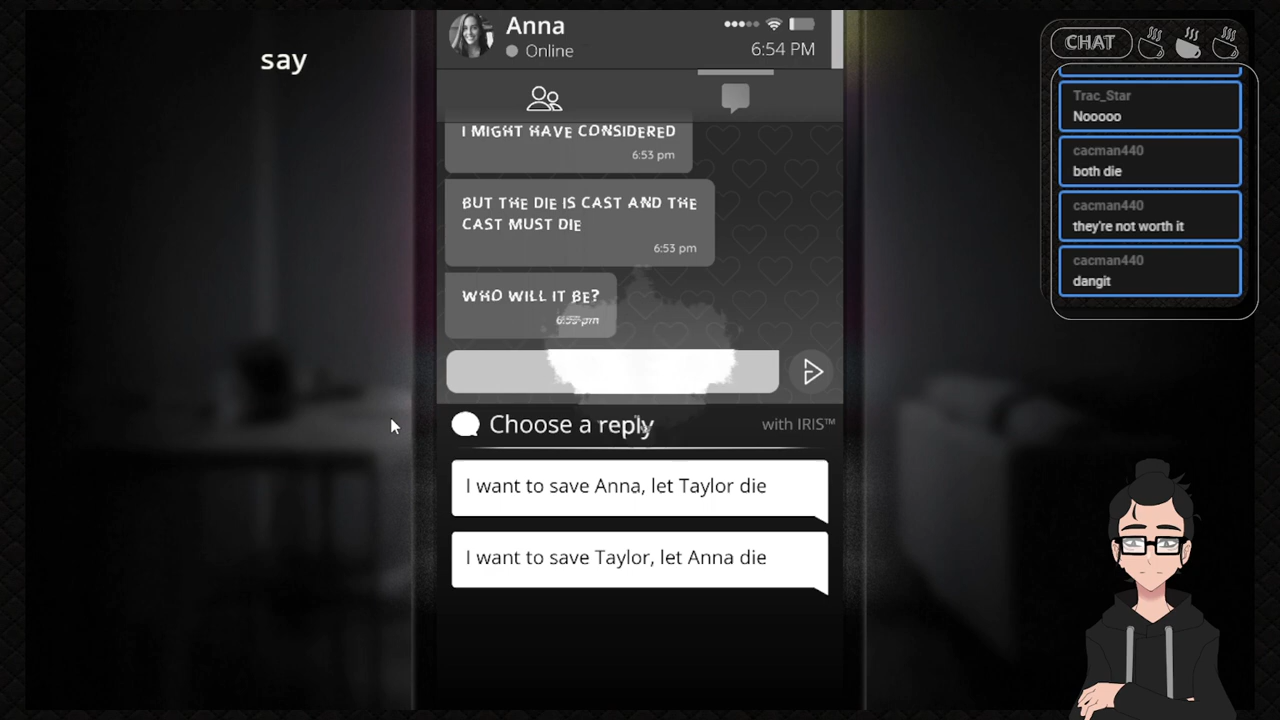 say
Anna
Online
6:54 PM
I MIGHT HAVE CONSIDERED
6:53 pm
BUT THE DIE IS CAST AND THE
CAST MUST DIE
6:53 pm
WHO WILL IT BE?
6:53 pm
Choose a reply
with IRIS™
I want to save Anna, let Taylor die
I want to save Taylor, let Anna die
CHAT
Trac_Star
Nooooo
cacman440
both die
cacman440
they're not worth it
cacman440
dangit